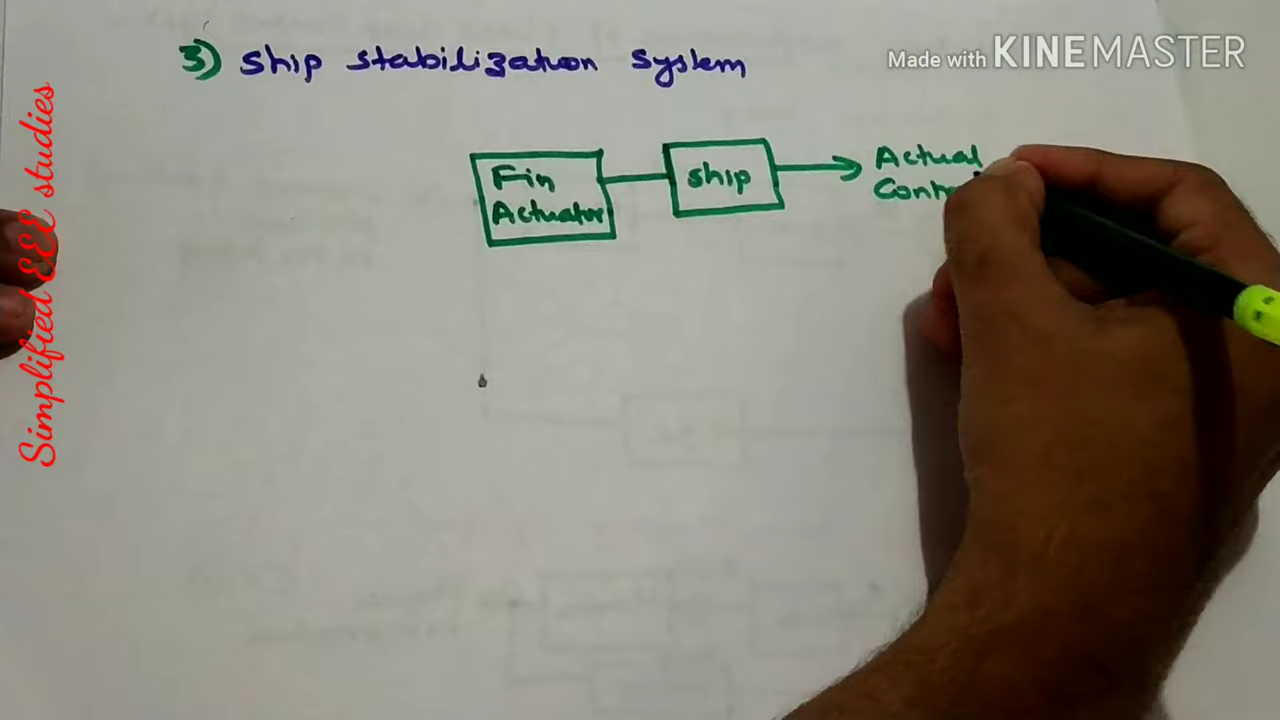 3) Ship stabilization system
Made with KINEMASTER
Fin
Actuator
ship
Actual
Simplified EEE studies